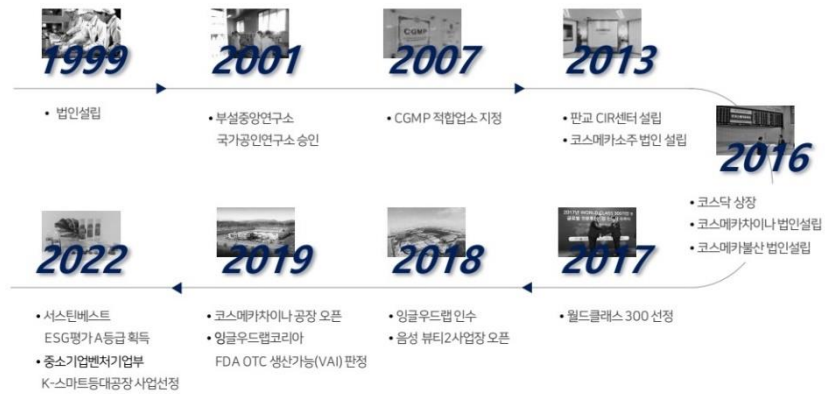 1999
• 법인설립
2001
• 부설중앙연구소
국가공인연구소 승인
CGMP
2007
• CGMP 적합업소 지정
2013
• 판교 CIR센터 설립
• 코스메카소주 법인 설립
2016
• 코스닥 상장
• 코스메카차이나 법인설립
• 코스메카불산 법인설립
2017
• 월드클래스 300 선정
2018
• 잉글우드랩 인수
• 음성 뷰티2사업장 오픈
2019
• 코스메카차이나 공장 오픈
• 잉글우드랩코리아
FDA OTC 생산가능(VAI) 판정
2022
• 서스틴베스트
ESG평가 A등급 획득
• 중소기업벤처기업부
K-스마트등대공장 사업선정